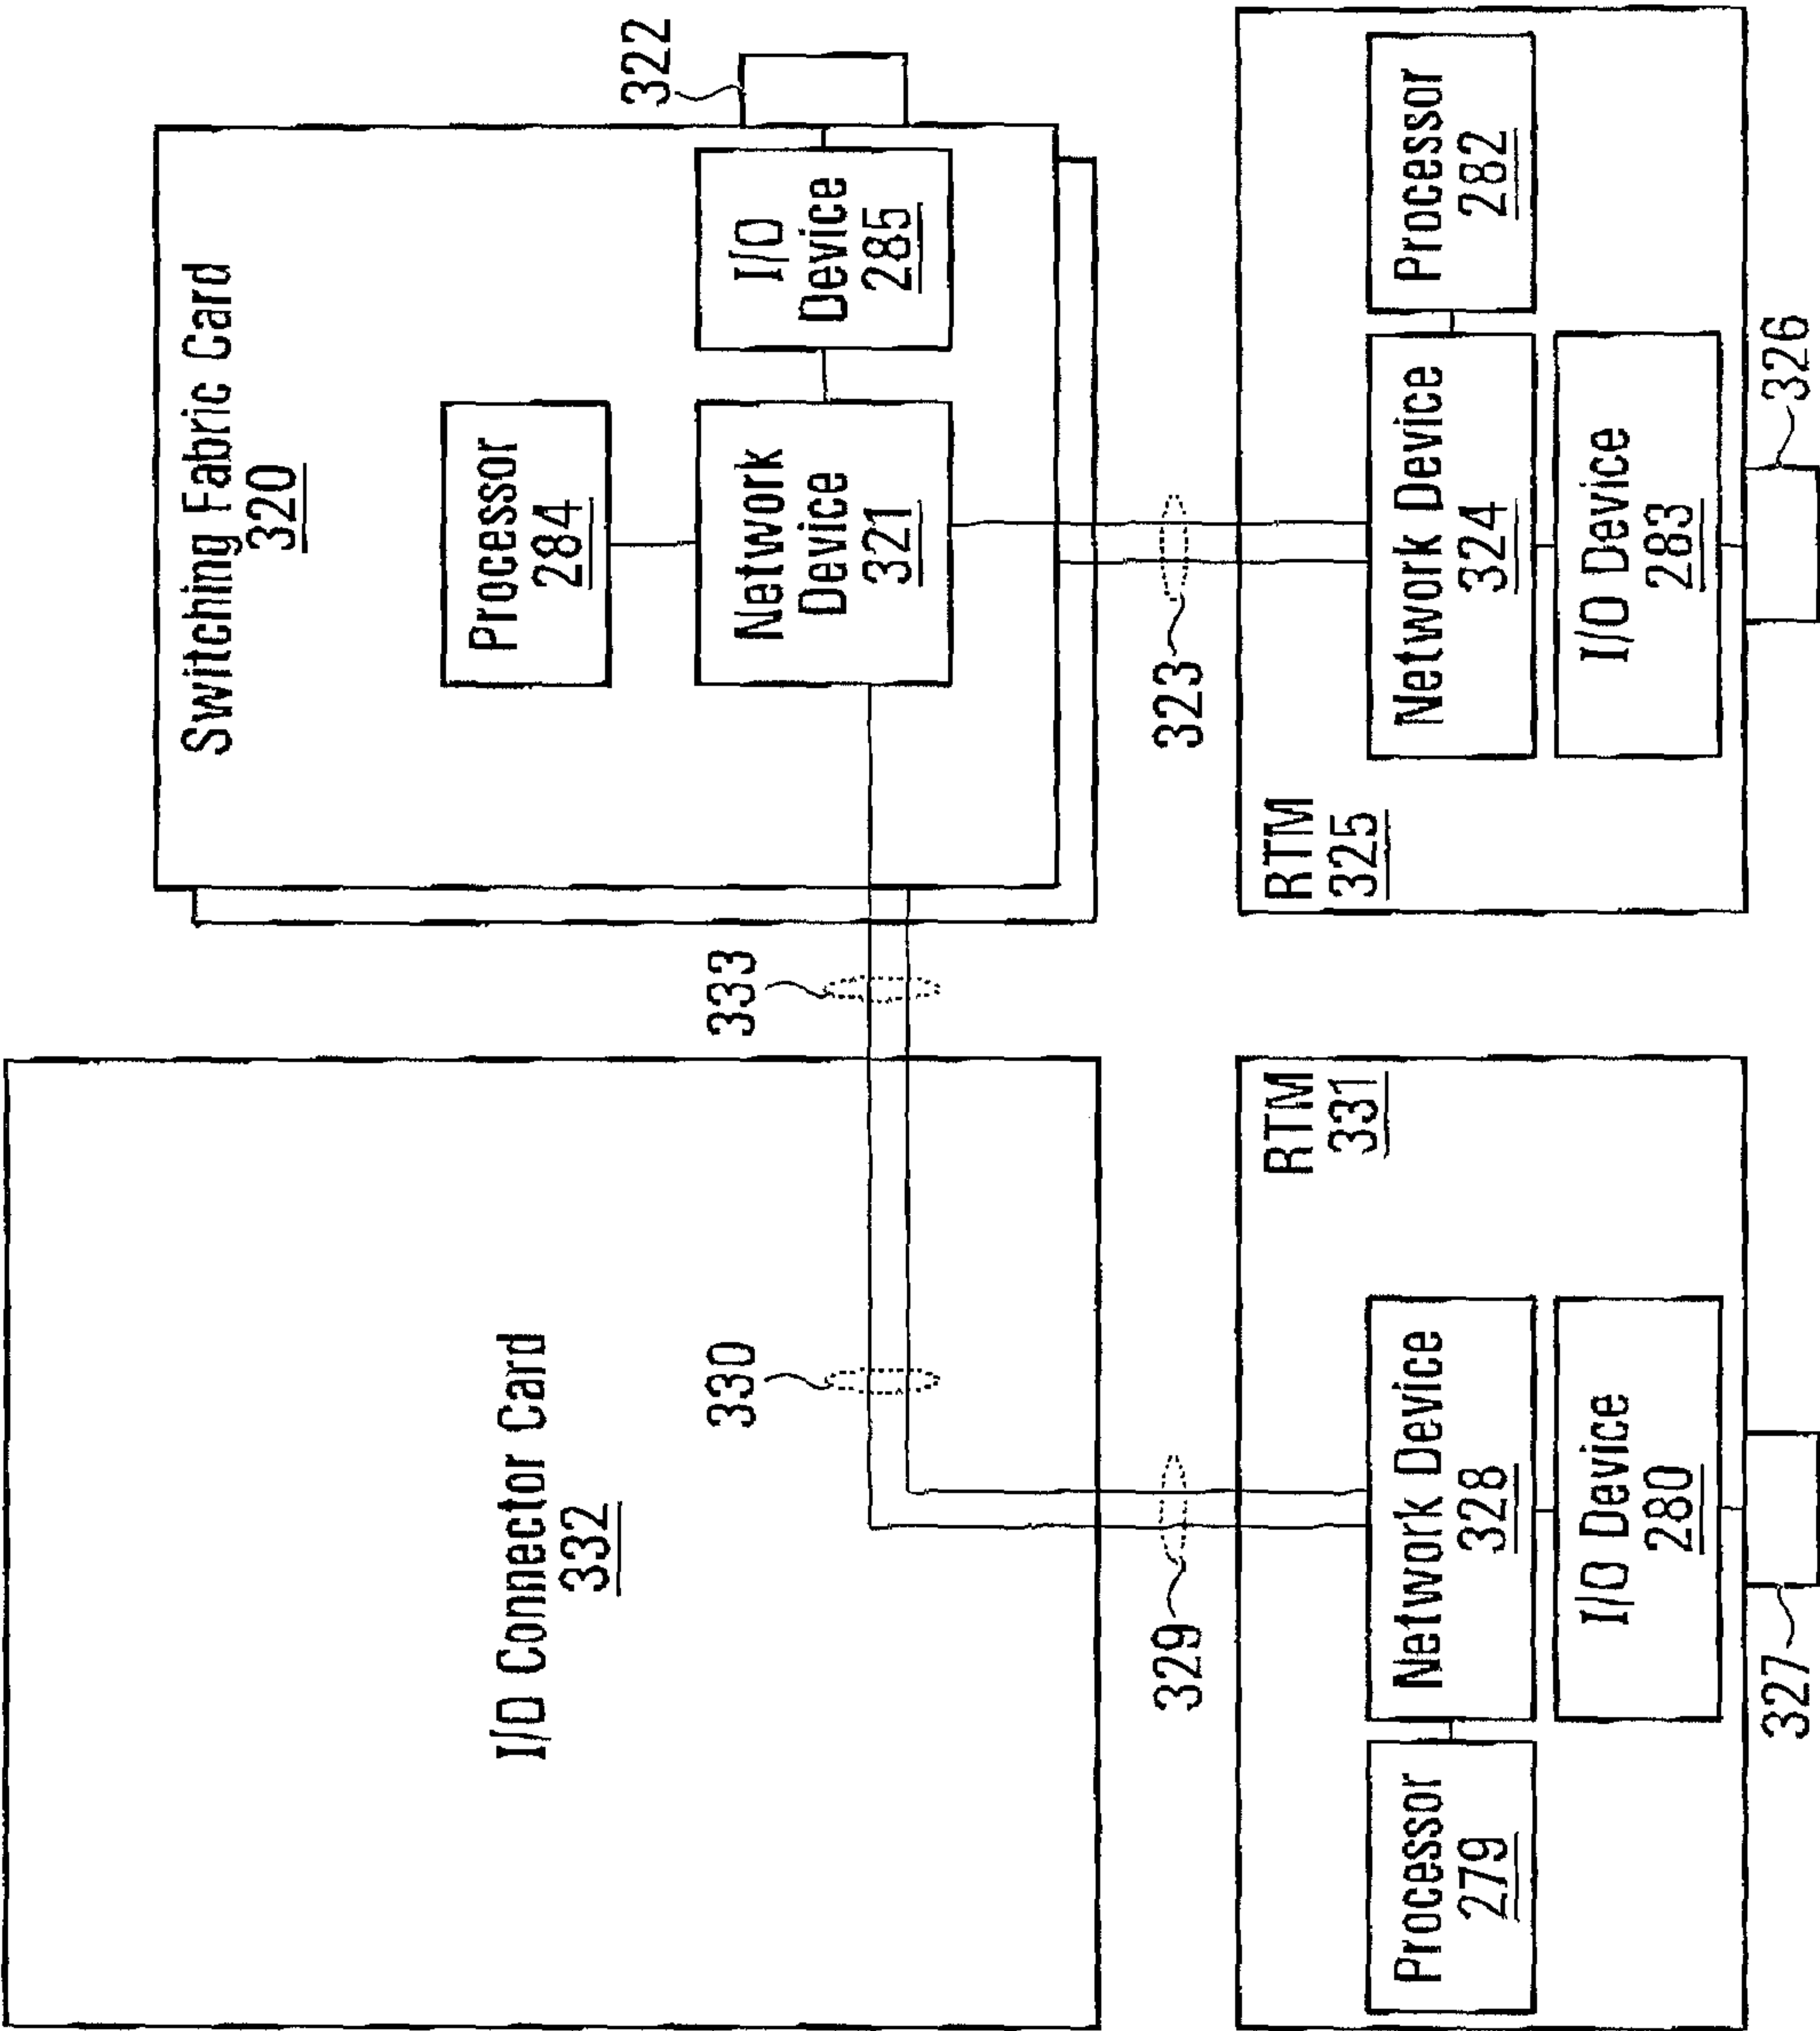 I/O Connector Card
332
330
333
Switching Fabric Card
320
Processor
284
Network
Device
321
I/O
Device
285
322
329
323
RTM
331
Processor
279
Network Device
328
I/O Device
280
327
RTM
325
Network Device
324
Processor
282
I/O Device
283
326